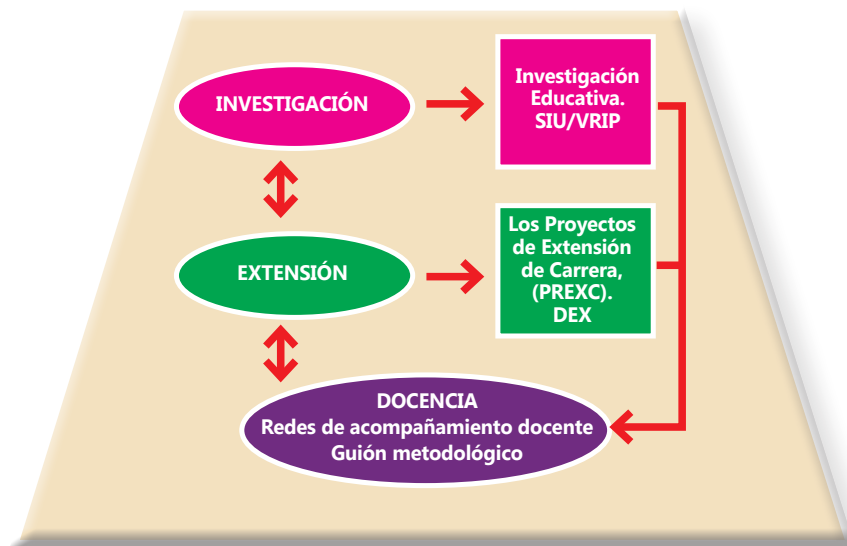 INVESTIGACIÓN
Investigación
Educativa.
SIU/VRIP
EXTENSIÓN
Los Proyectos
de Extensión
de Carrera,
(PREXC).
DEX
DOCENCIA
Redes de acompañamiento docente
Guión metodológico